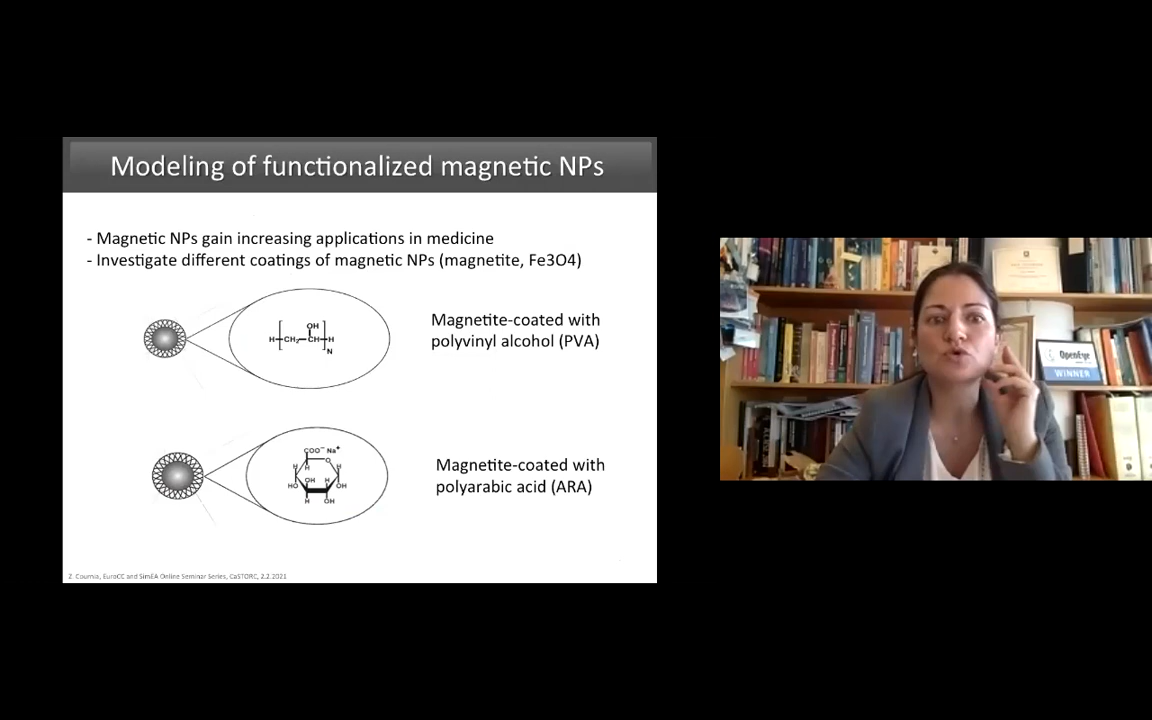 Modeling of functionalized magnetic NPs
- Magnetic NPs gain increasing applications in medicine
- Investigate different coatings of magnetic NPs (magnetite, Fe3O4)
OH
H CH2 CH H
N
Magnetite-coated with
polyvinyl alcohol (PVA)
COO⁻ Na⁺
O
H H H
OH H
HO OH
H OH
Magnetite-coated with
polyarabic acid (ARA)
Z. Cournia, EuroCC and SimEA Online Seminar Series, CaSTORC, 2.2.2021
OpenEye
WINNER